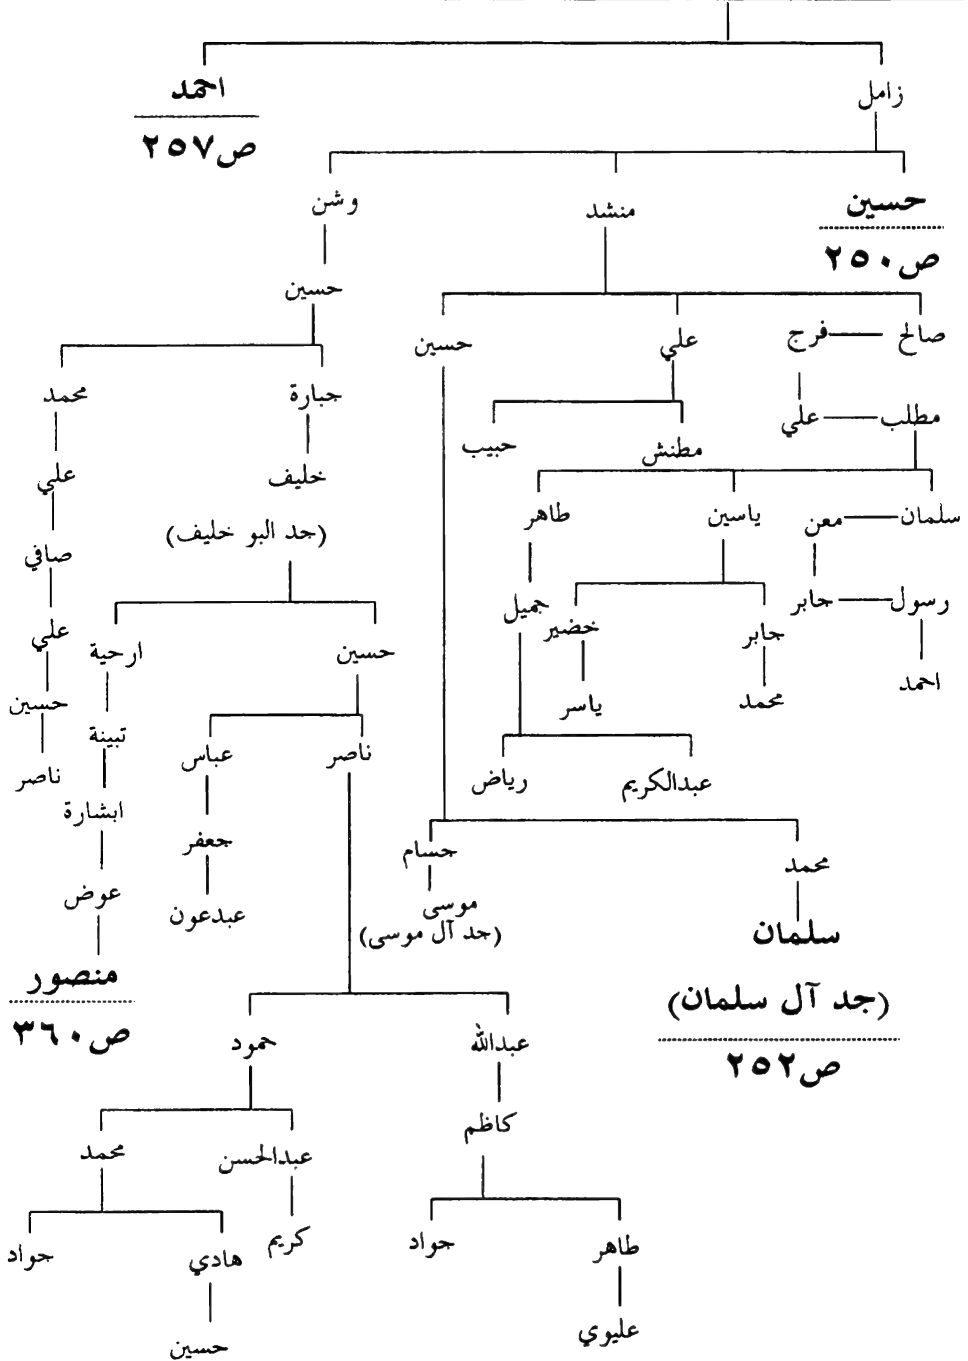 احمد
ص٢٥٧
زامل
حسين
ص٢٥٠
منشد
وشن
حسين
صالح
فرج
علي
حسين
جبارة
محمد
مطلب
علي
مطنش
حبيب
خليف
(جد البو خليف)
علي
سلمان
معن
ياسين
طاهر
صافي
رسول
جابر
جابر
خضير
جميل
علي
حسين
ارحية
احمد
محمد
ياسر
حسين
ناصر
عباس
تبينة
ناصر
عبدالكريم
رياض
ابشارة
محمد
حسام
جعفر
عوض
سلمان
(جد آل سلمان)
ص٢٥٢
موسى
(جد آل موسى)
عبدعون
منصور
ص٣٦٠
عبدالله
حمود
كاظم
عبدالحسن
محمد
طاهر
جواد
كريم
هادي
جواد
عليوي
حسين